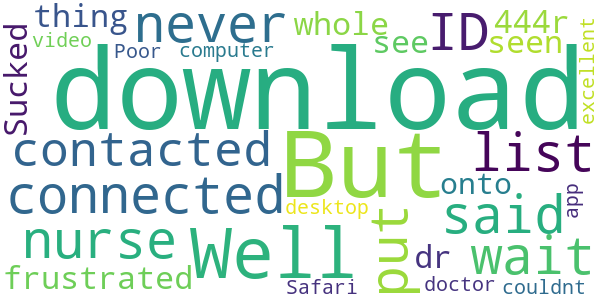 thing never whole ID 444r
video Poor computer see seen
Sucked download excellent
contacted But list
connected desktop onto app
nurse Well put said
dr wait
frustrated Safari doctor couldnt